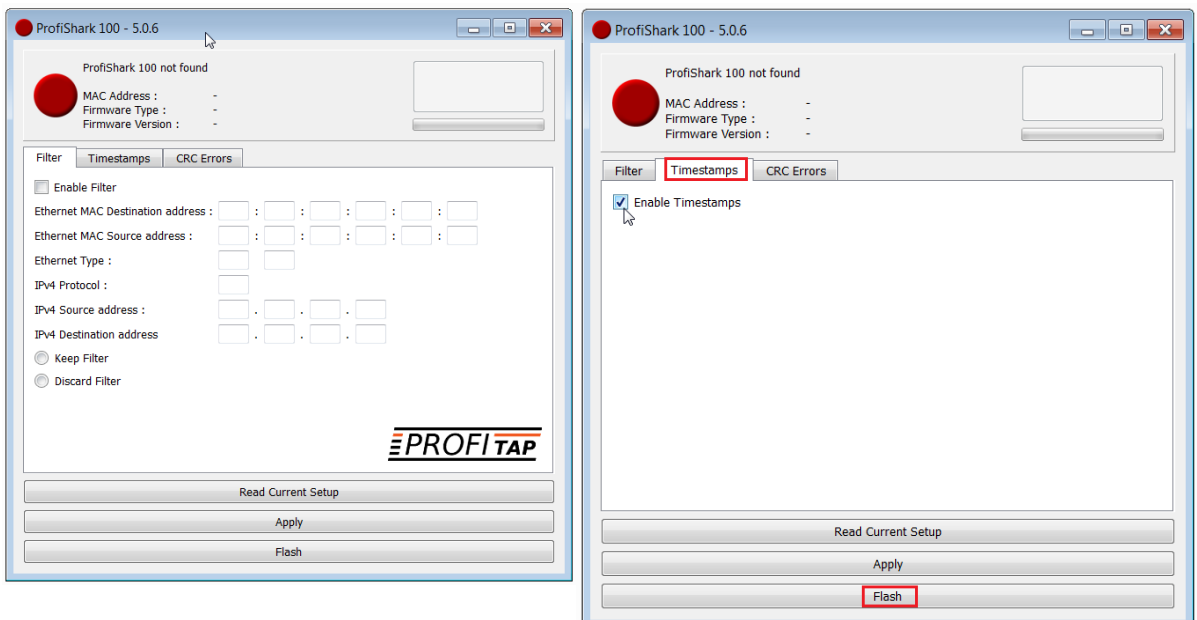 ProfiShark 100 - 5.0.6
ProfiShark 100 not found
MAC Address : -
Firmware Type : -
Firmware Version : -
Filter Timestamps CRC Errors
Enable Filter
Ethernet MAC Destination address : : : : : :
Ethernet MAC Source address : : : : : :
Ethernet Type :
IPv4 Protocol :
IPv4 Source address : . . .
IPv4 Destination address . . .
Keep Filter
Discard Filter
PROFITAP
Read Current Setup
Apply
Flash
ProfiShark 100 - 5.0.6
ProfiShark 100 not found
MAC Address : -
Firmware Type : -
Firmware Version : -
Filter Timestamps CRC Errors
Enable Timestamps
Read Current Setup
Apply
Flash